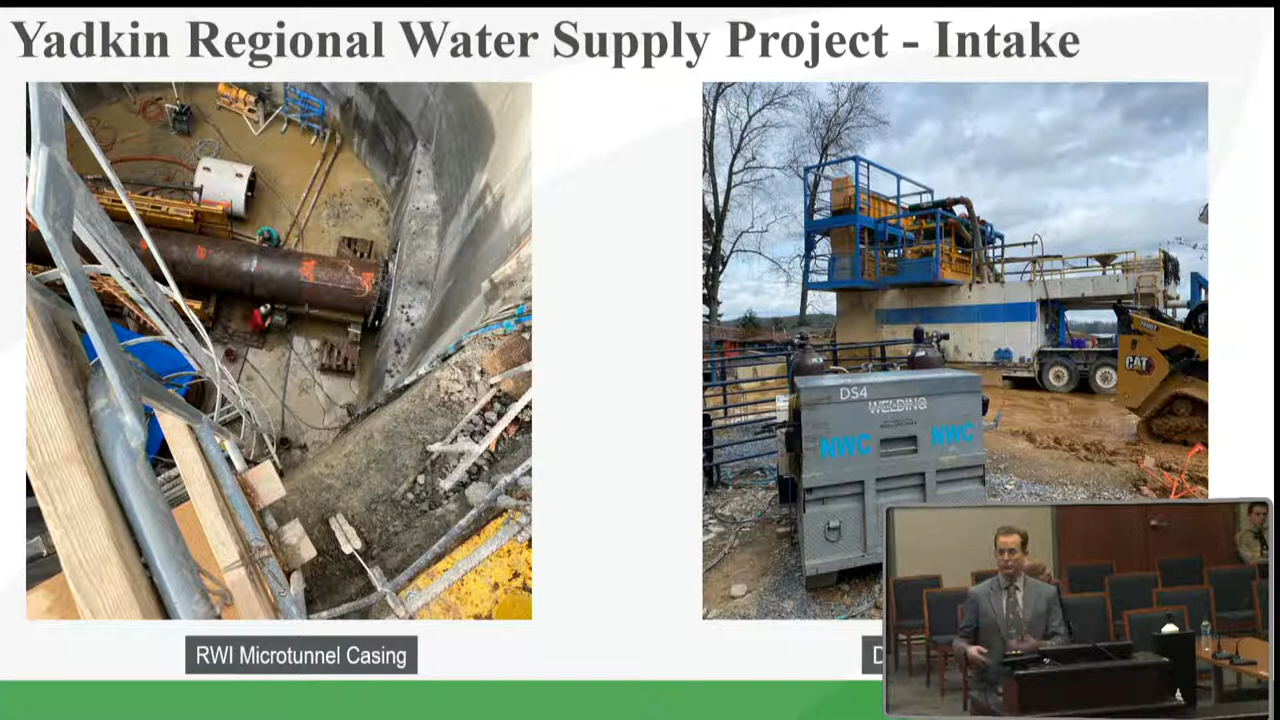 Yadkin Regional Water Supply Project - Intake
CAT
DS4
WELDING
NWC NWC
RWI Microtunnel Casing
D